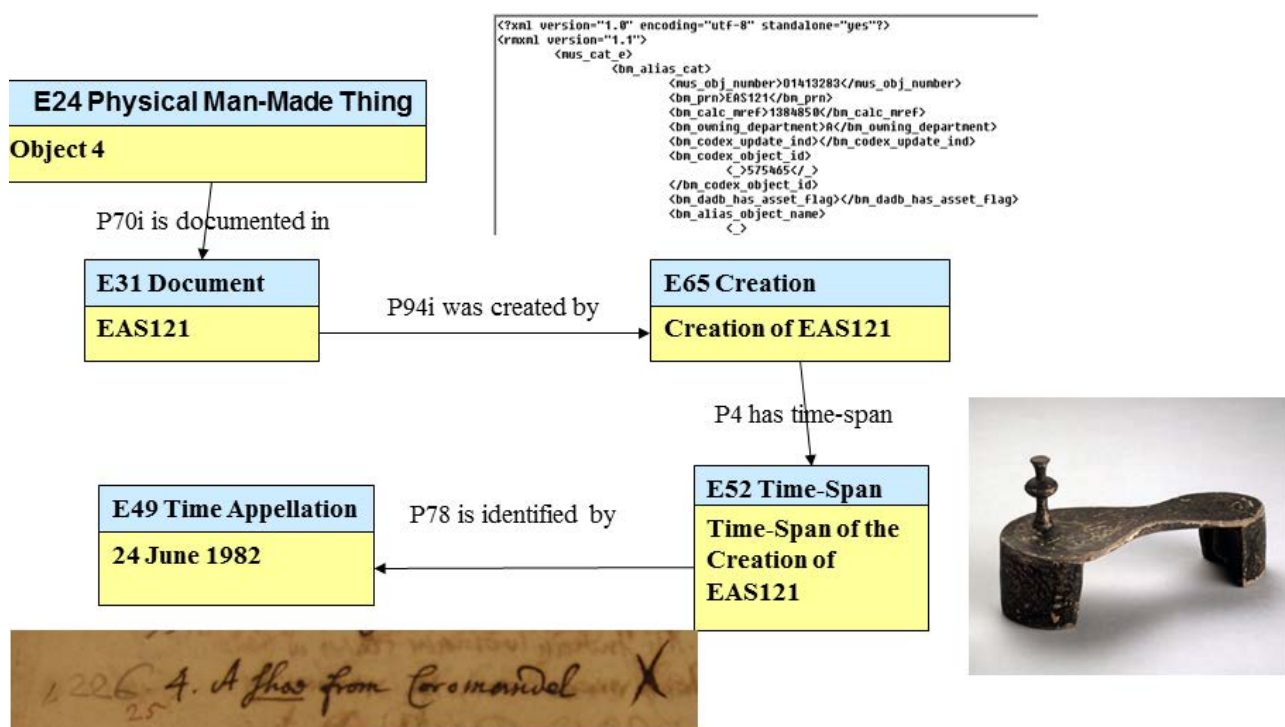 <?xml version="1.0" encoding="utf-8" standalone="yes"?>
<rmxml version="1.1">
<mus_cat_e>
<bm_alias_cat>
<mus_obj_number>01413283</mus_obj_number>
<bm_prn>EAS121</bm_prn>
<bm_calc_mref>1384850</bm_calc_mref>
<bm_owning_department>A</bm_owning_department>
<bm_codex_update_ind></bm_codex_update_ind>
<bm_codex_object_id>
<_>575465</_>
</bm_codex_object_id>
<bm_dadb_has_asset_flag></bm_dadb_has_asset_flag>
<bm_alias_object_name>
<_>
E24 Physical Man-Made Thing
Object 4
P70i is documented in
E31 Document
EAS121
P94i was created by
E65 Creation
Creation of EAS121
P4 has time-span
E52 Time-Span
Time-Span of the
Creation of
EAS121
P78 is identified by
E49 Time Appellation
24 June 1982
226 4. A shoe from Coromandel X
25